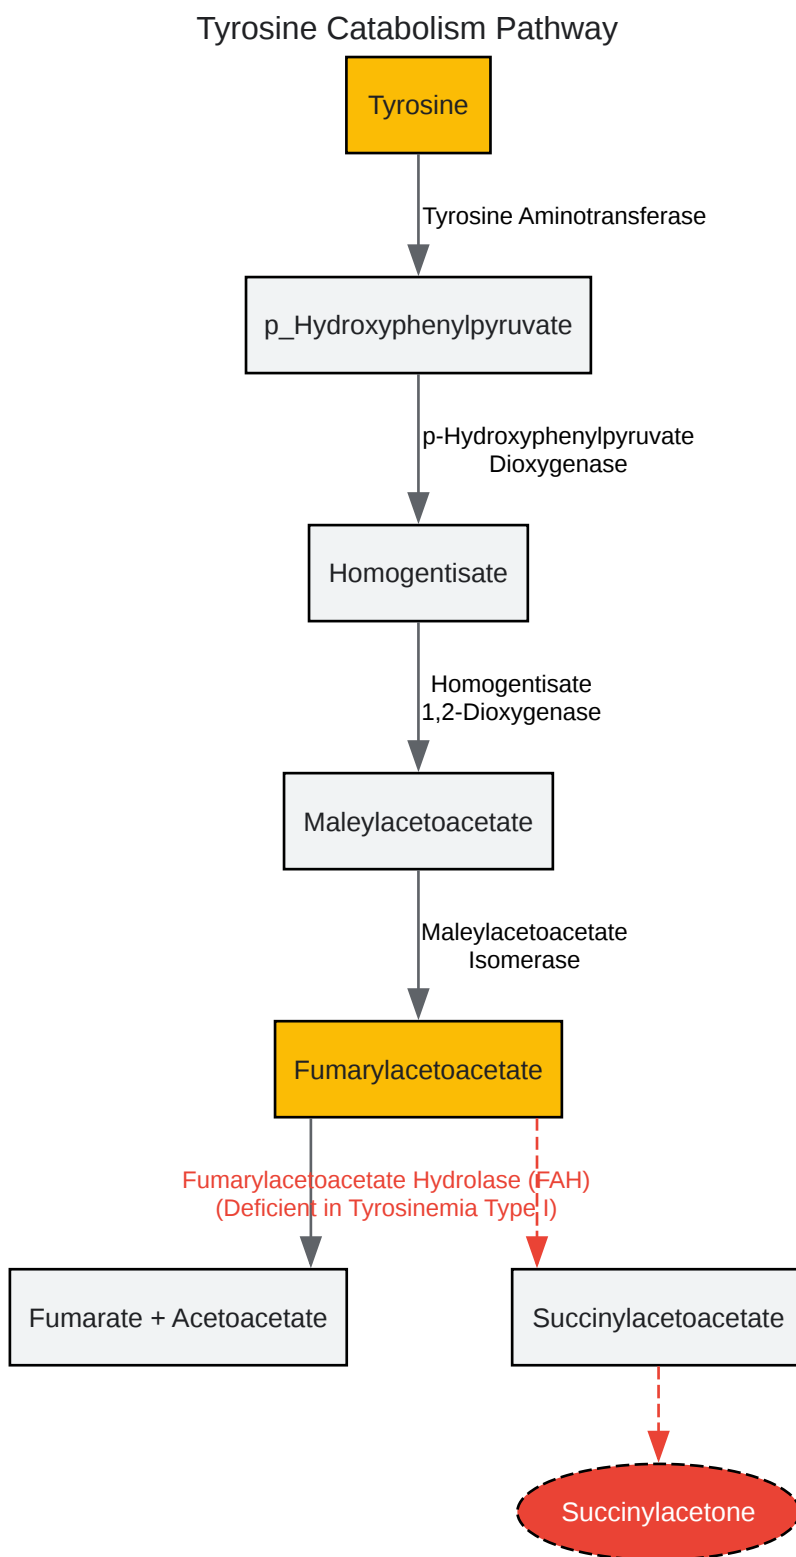 Tyrosine Catabolism Pathway
Tyrosine
Tyrosine Aminotransferase
p_Hydroxyphenylpyruvate
p-Hydroxyphenylpyruvate
Dioxygenase
Homogentisate
Homogentisate
1,2-Dioxygenase
Maleylacetoacetate
Maleylacetoacetate
Isomerase
Fumarylacetoacetate
Fumarylacetoacetate Hydrolase (FAH)
(Deficient in Tyrosinemia Type I)
Fumarate + Acetoacetate
Succinylacetoacetate
Succinylacetone